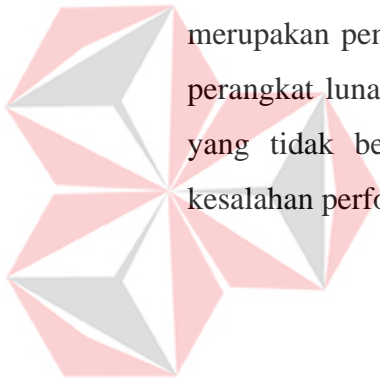 merupakan per
perangkat luna
yang tidak be
kesalahan perfo